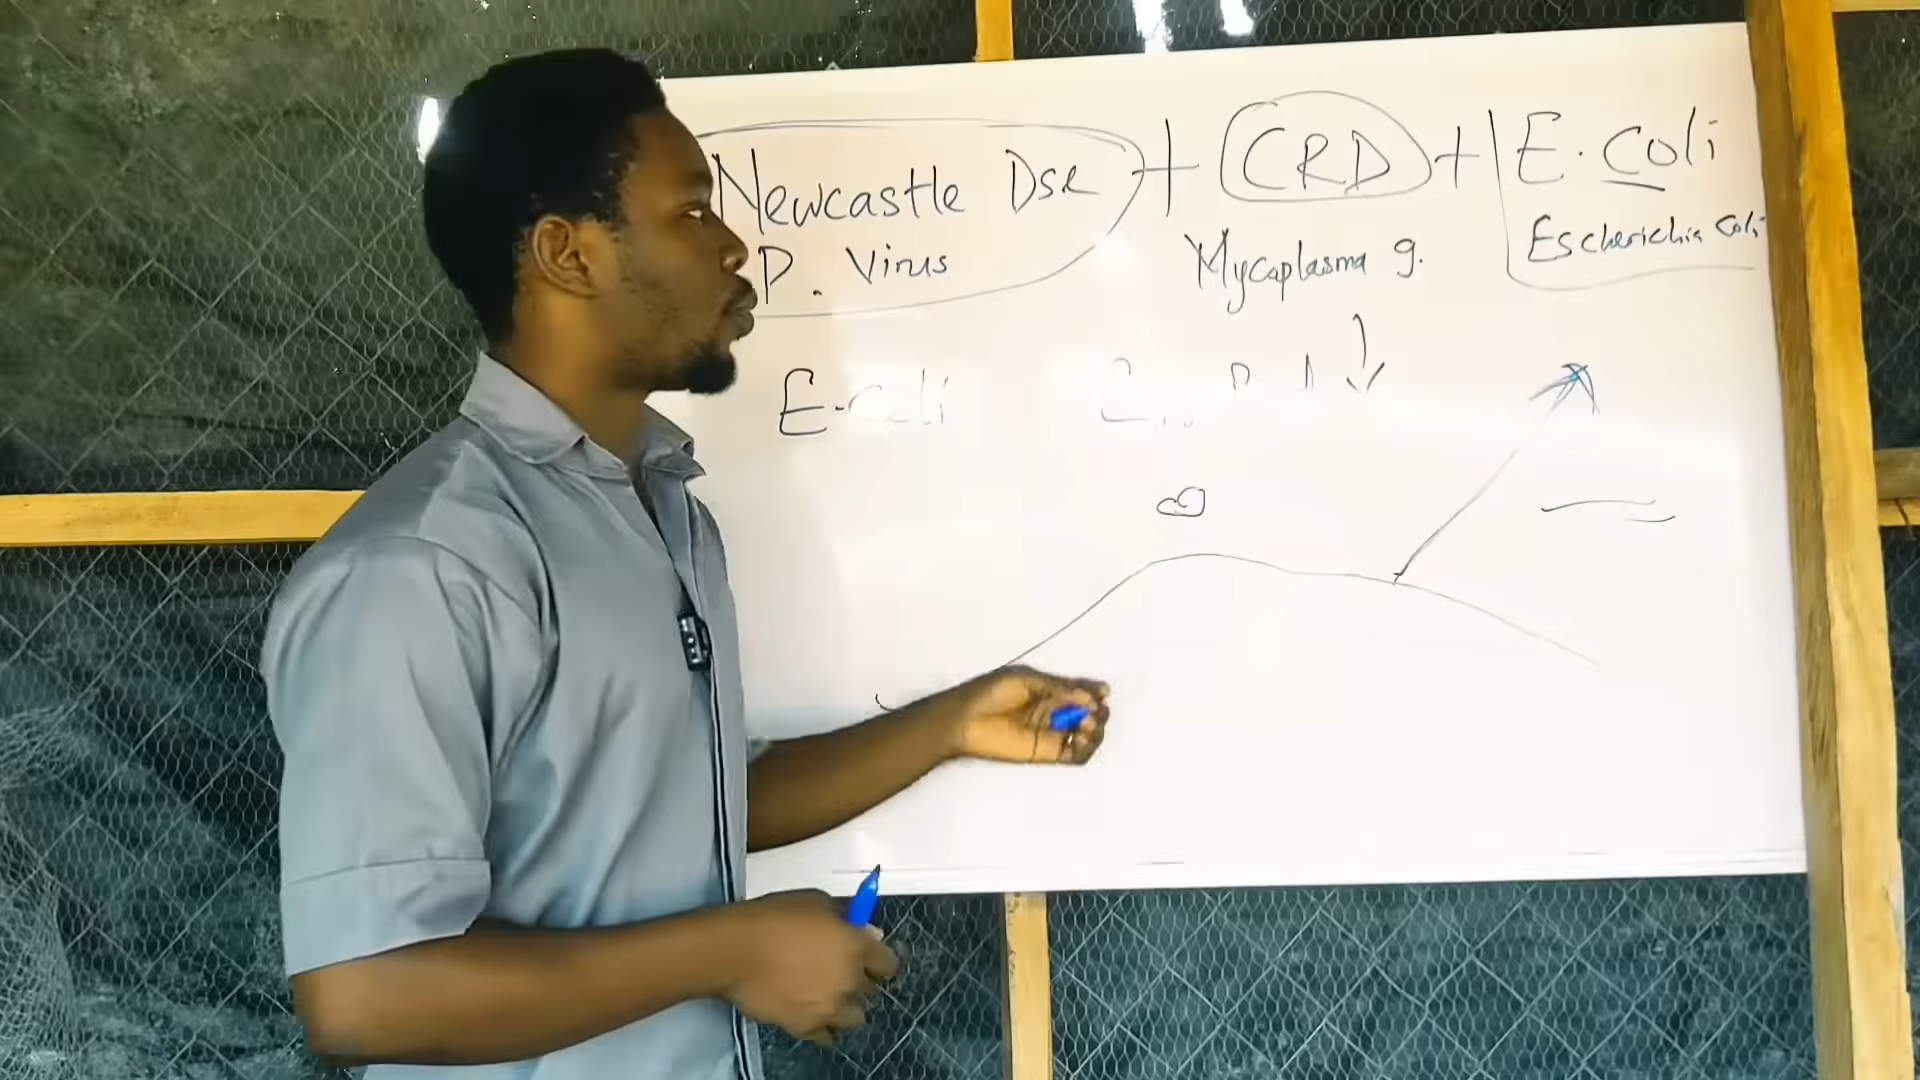 Newcastle Dse + CRD + E. Coli
P. Virus
Mycaplasma g.
Escherichia Coli
E-coli